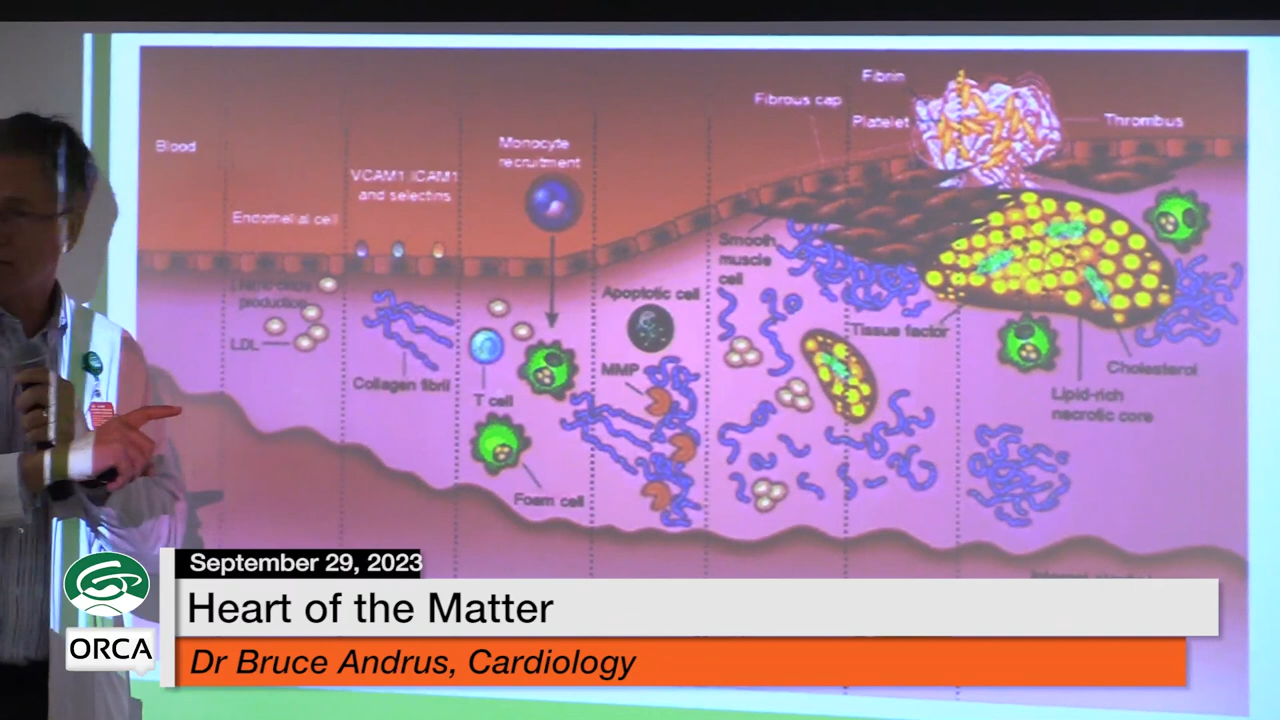 Fibrin
Fibrous cap
Platelet
Thrombus
Blood
Monocyte
recruitment
VCAM1 ICAM1
and selectins
Endothelial cell
Smooth
muscle
cell
production
Apoptotic cell
Tissue factor
LDL
MMP
Cholesterol
Collagen fibril
T cell
Lipid-rich
necrotic core
Foam cell
September 29, 2023
Heart of the Matter
ORCA
Dr Bruce Andrus, Cardiology